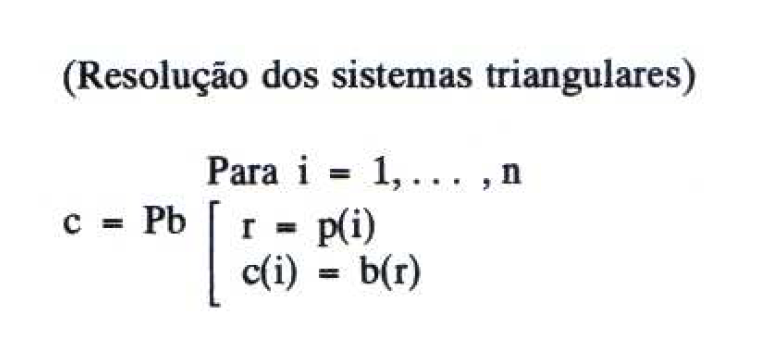 (Resolução dos sistemas triangulares)
Para i = 1, . . . , n
c = Pb [ r = p(i)
c(i) = b(r)